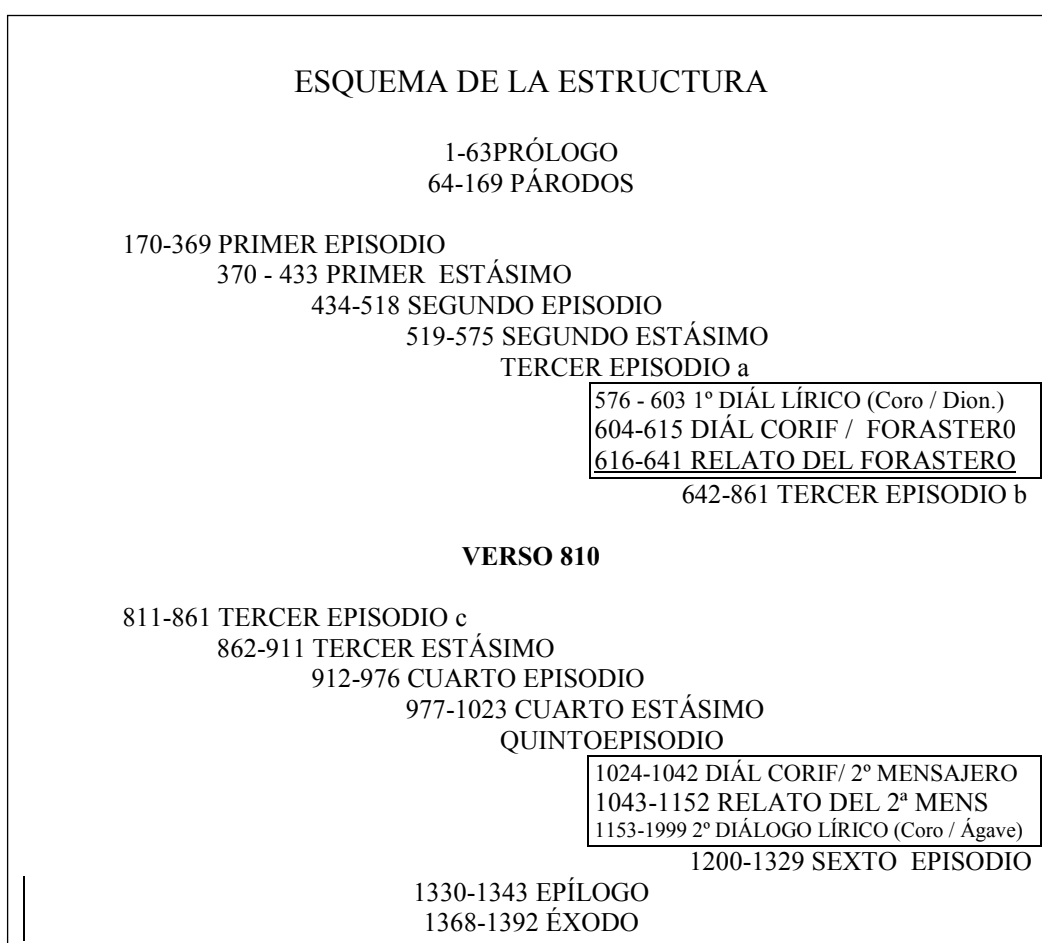 ESQUEMA DE LA ESTRUCTURA
1-63PRÓLOGO
64-169 PÁRODOS
170-369 PRIMER EPISODIO
370 - 433 PRIMER ESTÁSIMO
434-518 SEGUNDO EPISODIO
519-575 SEGUNDO ESTÁSIMO
TERCER EPISODIO a
576 - 603 1º DIÁL LÍRICO (Coro / Dion.)
604-615 DIÁL CORIF / FORASTER0
616-641 RELATO DEL FORASTERO
642-861 TERCER EPISODIO b
VERSO 810
811-861 TERCER EPISODIO c
862-911 TERCER ESTÁSIMO
912-976 CUARTO EPISODIO
977-1023 CUARTO ESTÁSIMO
QUINTOEPISODIO
1024-1042 DIÁL CORIF/ 2º MENSAJERO
1043-1152 RELATO DEL 2ª MENS
1153-1999 2º DIÁLOGO LÍRICO (Coro / Ágave)
1200-1329 SEXTO EPISODIO
1330-1343 EPÍLOGO
1368-1392 ÉXODO